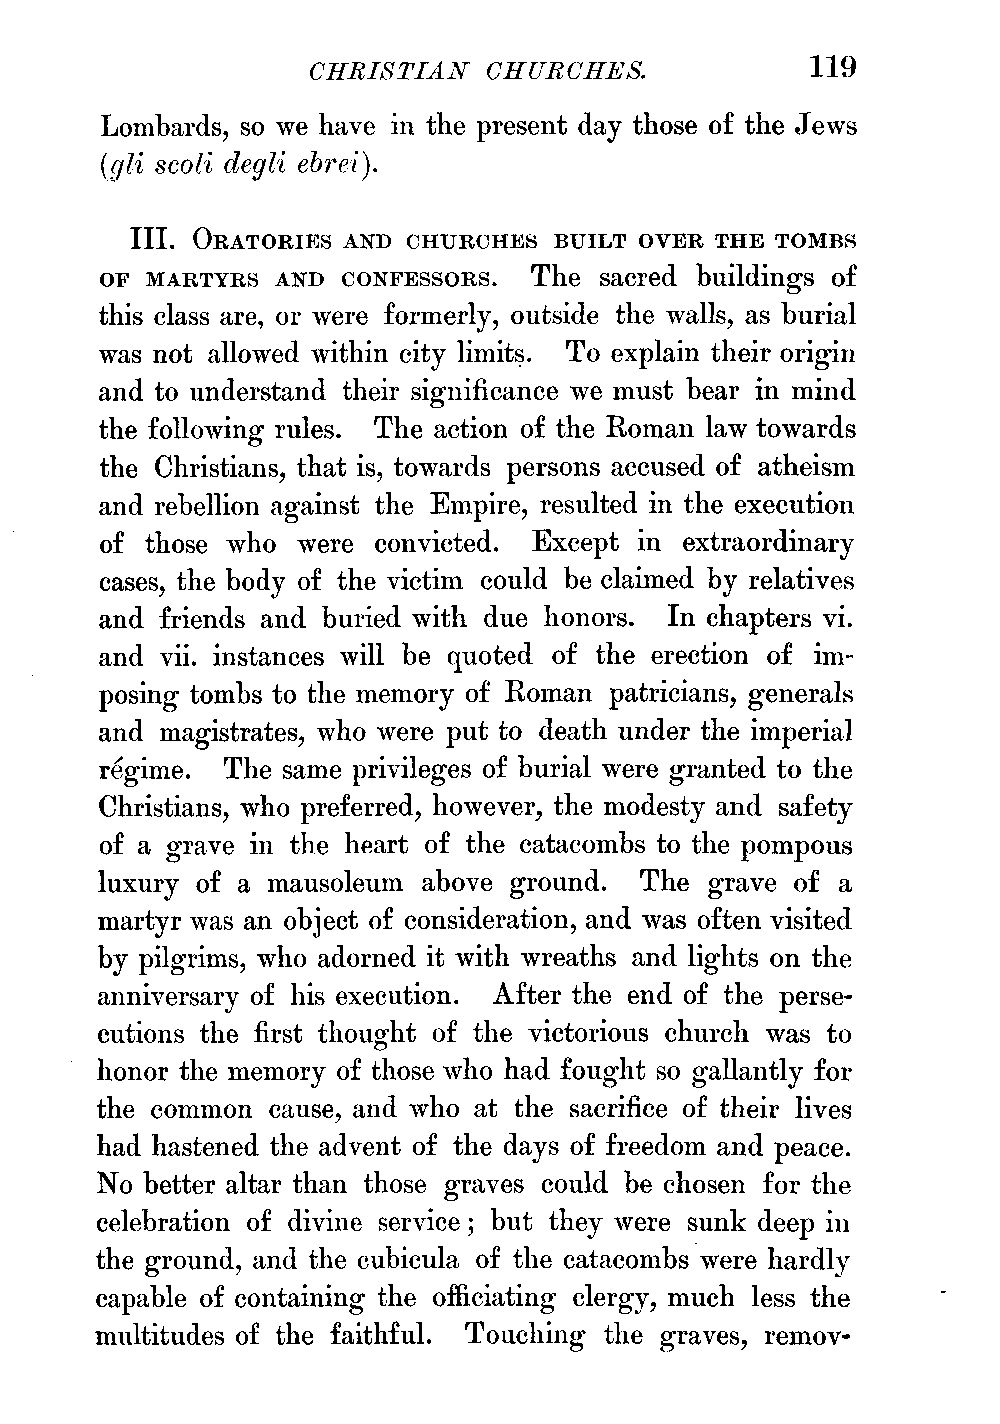 CHRISTIAN CHURCHES. 119
Lombards, so we have in the present day those of the Jews
(gli scoli degli ebrei).
III. ORATORIES AND CHURCHES BUILT OVER THE TOMBS
OF MARTYRS AND CONFESSORS. The sacred buildings of
this class are, or were formerly, outside the walls, as burial
was not allowed within city limits. To explain their origin
and to understand their significance we must bear in mind
the following rules. The action of the Roman law towards
the Christians, that is, towards persons accused of atheism
and rebellion against the Empire, resulted in the execution
of those who were convicted. Except in extraordinary
cases, the body of the victim could be claimed by relatives
and friends and buried with due honors. In chapters vi.
and vii. instances will be quoted of the erection of im-
posing tombs to the memory of Roman patricians, generals
and magistrates, who were put to death under the imperial
régime. The same privileges of burial were granted to the
Christians, who preferred, however, the modesty and safety
of a grave in the heart of the catacombs to the pompous
luxury of a mausoleum above ground. The grave of a
martyr was an object of consideration, and was often visited
by pilgrims, who adorned it with wreaths and lights on the
anniversary of his execution. After the end of the perse-
cutions the first thought of the victorious church was to
honor the memory of those who had fought so gallantly for
the common cause, and who at the sacrifice of their lives
had hastened the advent of the days of freedom and peace.
No better altar than those graves could be chosen for the
celebration of divine service; but they were sunk deep in
the ground, and the cubicula of the catacombs were hardly
capable of containing the officiating clergy, much less the
multitudes of the faithful. Touching the graves, remov-